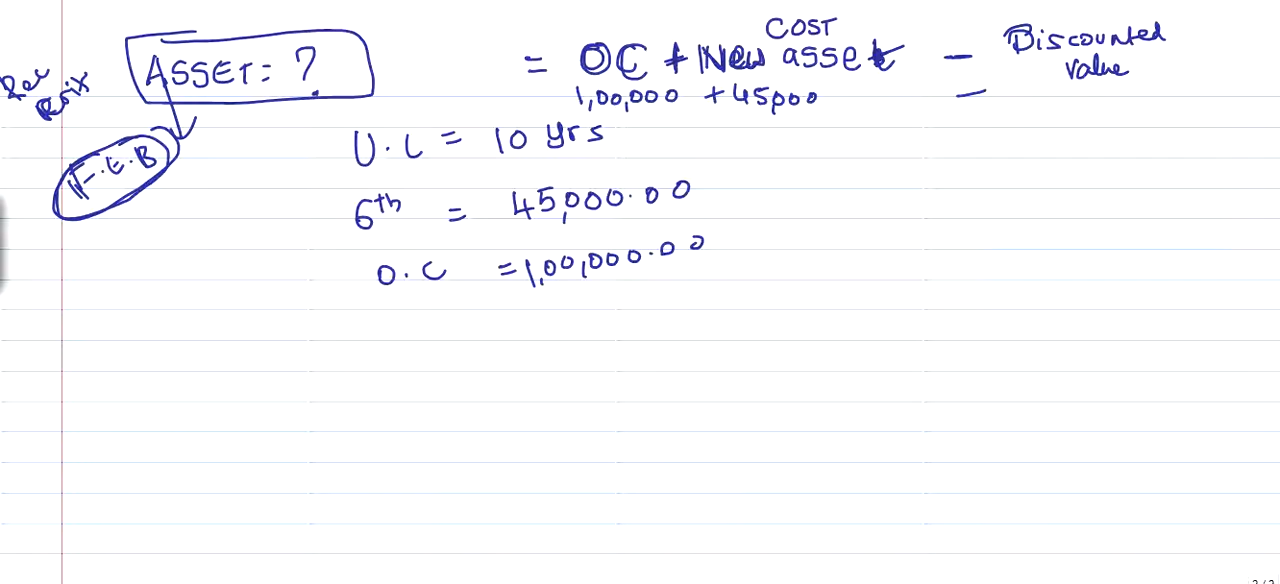 COST
ASSET = ? = OC + New asset - Discounted value
1,00,000 + 45000 -
F.E.B
U.L = 10 yrs
6th = 45,000.00
O.C = 1,00,000.00